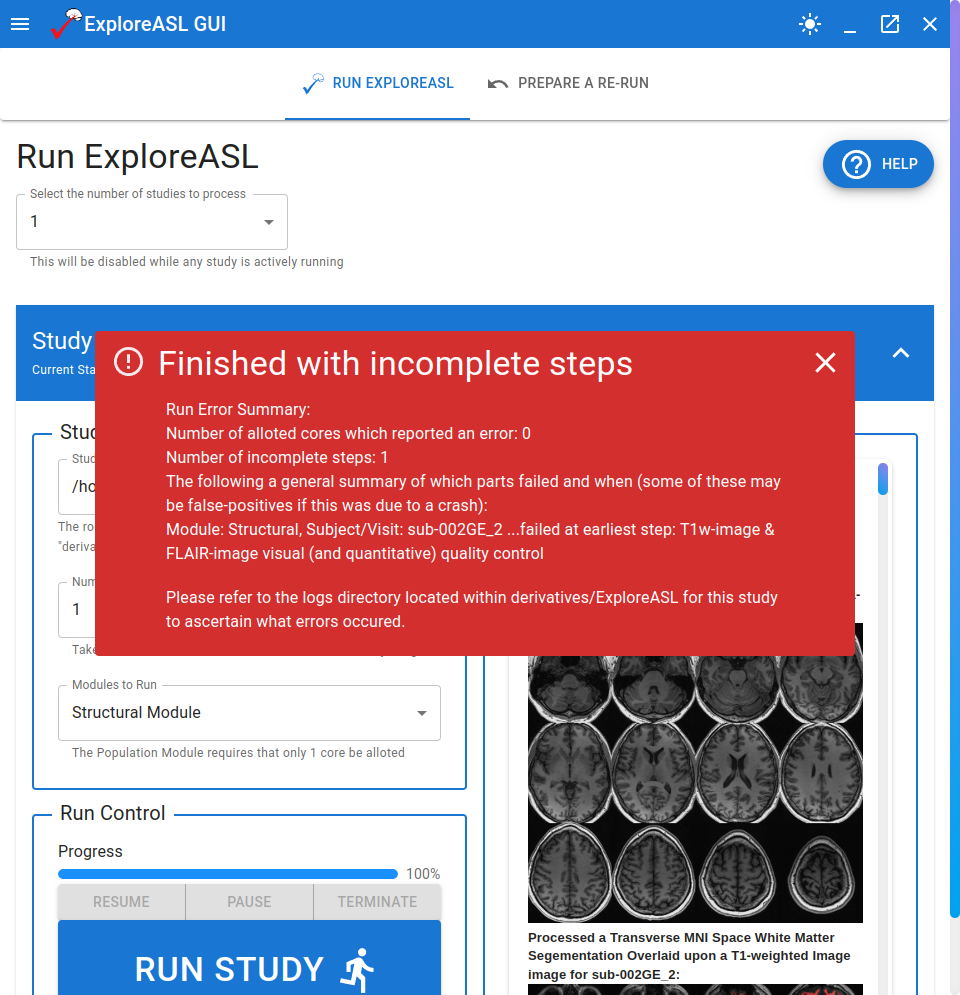 ExploreASL GUI
RUN EXPLOREASL
PREPARE A RE-RUN
Run ExploreASL
HELP
Select the number of studies to process
1
This will be disabled while any study is actively running
Study
Current Sta
Finished with incomplete steps
Run Error Summary:
Number of alloted cores which reported an error: 0
Number of incomplete steps: 1
The following a general summary of which parts failed and when (some of these may
be false-positives if this was due to a crash):
Module: Structural, Subject/Visit: sub-002GE_2 ...failed at earliest step: T1w-image &
FLAIR-image visual (and quantitative) quality control
Please refer to the logs directory located within derivatives/ExploreASL for this study
to ascertain what errors occured.
Stud
Stud
/ho
The ro
"deriva
Num
1
Take
Modules to Run
Structural Module
The Population Module requires that only 1 core be alloted
Run Control
Progress
100%
RESUME
PAUSE
TERMINATE
RUN STUDY
Processed a Transverse MNI Space White Matter
Segementation Overlaid upon a T1-weighted Image
image for sub-002GE_2: